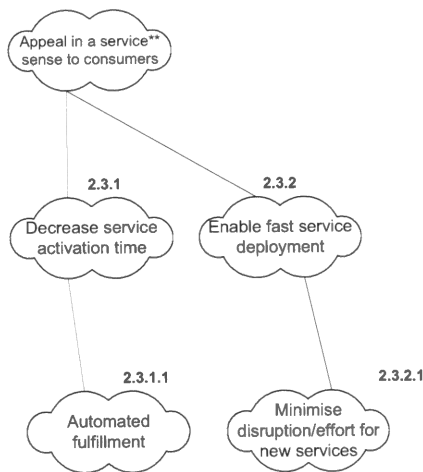 Appeal in a service**
sense to consumers
2.3.1
2.3.2
Decrease service
activation time
Enable fast service
deployment
2.3.1.1
2.3.2.1
Automated
fulfillment
Minimise
disruption/effort for
new services